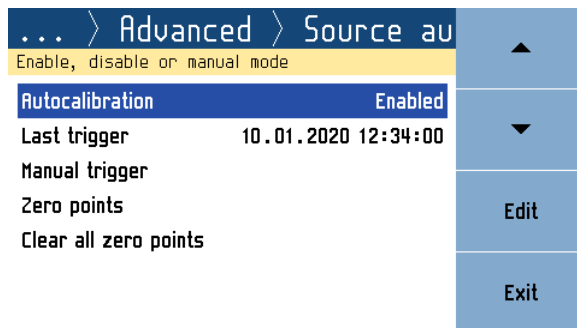 ... 〉 Advanced 〉 Source au
Enable, disable or manual mode
Autocalibration Enabled
Last trigger 10.01.2020 12:34:00
Manual trigger
Zero points
Edit
Clear all zero points
Exit